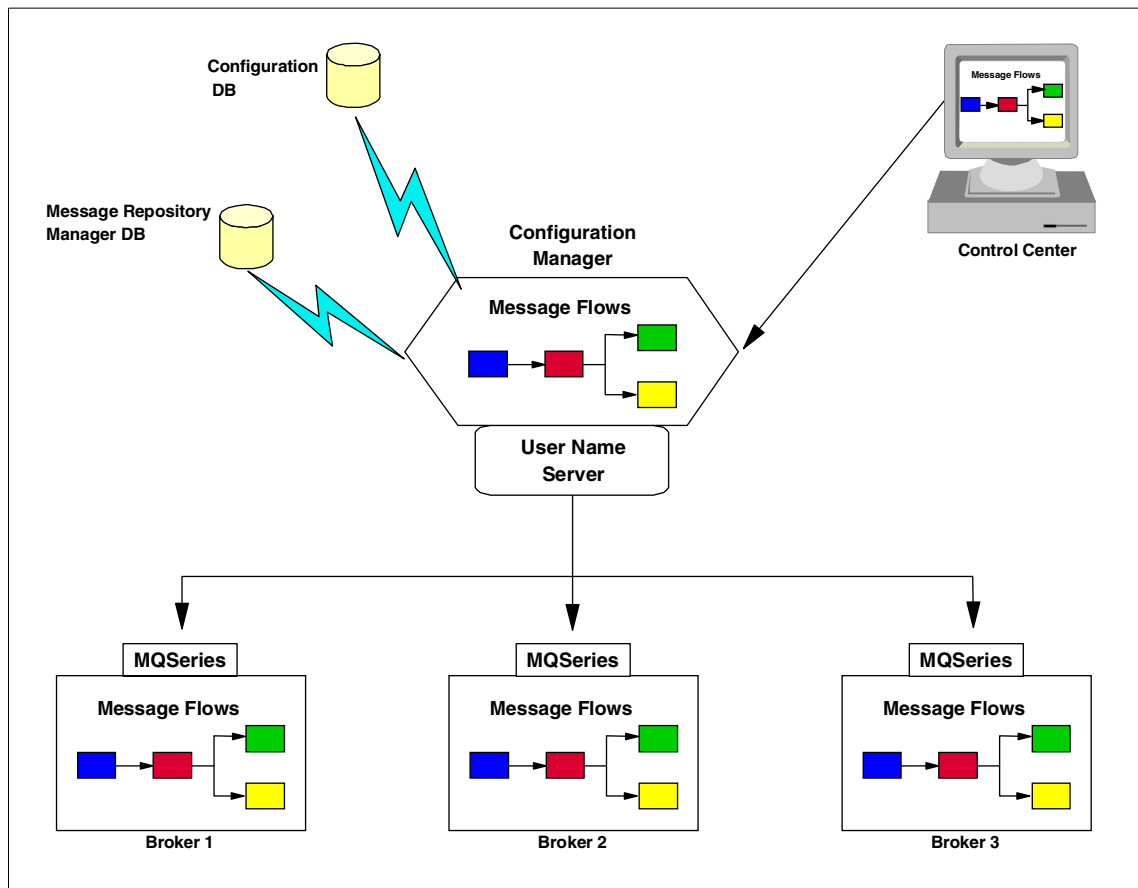 Configuration
DB
Message Flows
Control Center
Message Repository
Manager DB
Configuration
Manager
Message Flows
User Name
Server
MQSeries
Message Flows
Broker 1
MQSeries
Message Flows
Broker 2
MQSeries
Message Flows
Broker 3